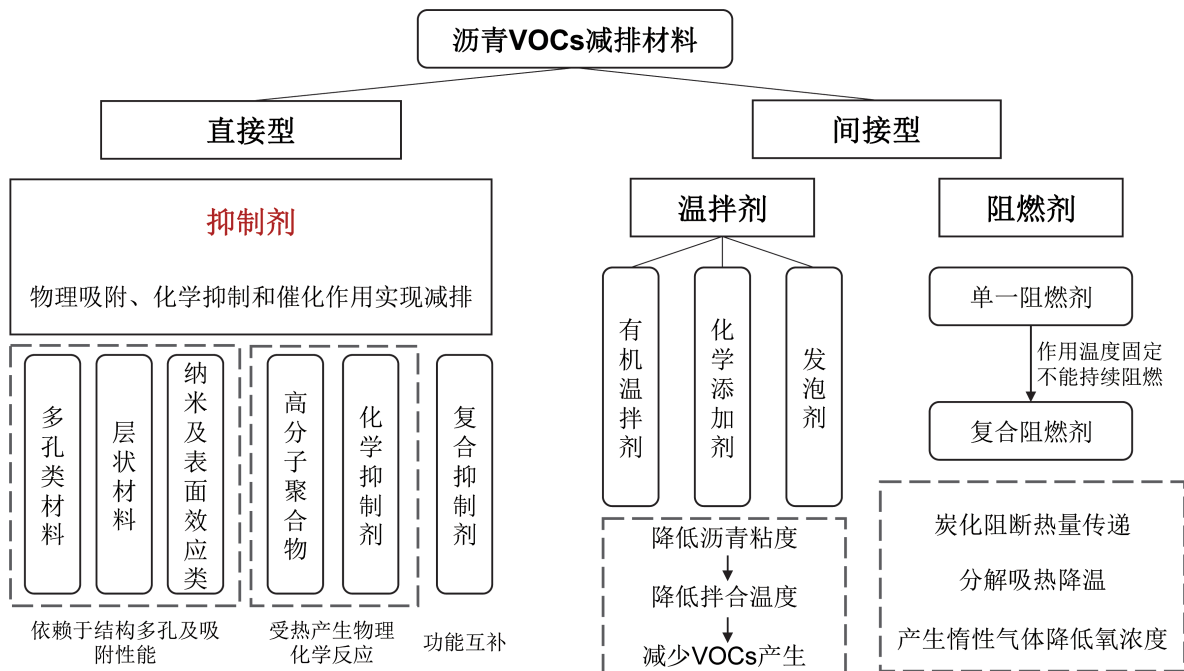 沥青VOCs减排材料
直接型
间接型
抑制剂
物理吸附、化学抑制和催化作用实现减排
多孔类材料
层状材料
纳米及表面效应类
高分子聚合物
化学抑制剂
复合抑制剂
依赖于结构多孔及吸
附性能
受热产生物理
化学反应
功能互补
温拌剂
有机温拌剂
化学添加剂
发泡剂
降低沥青粘度
降低拌合温度
减少VOCs产生
阻燃剂
单一阻燃剂
作用温度固定
不能持续阻燃
复合阻燃剂
炭化阻断热量传递
分解吸热降温
产生惰性气体降低氧浓度